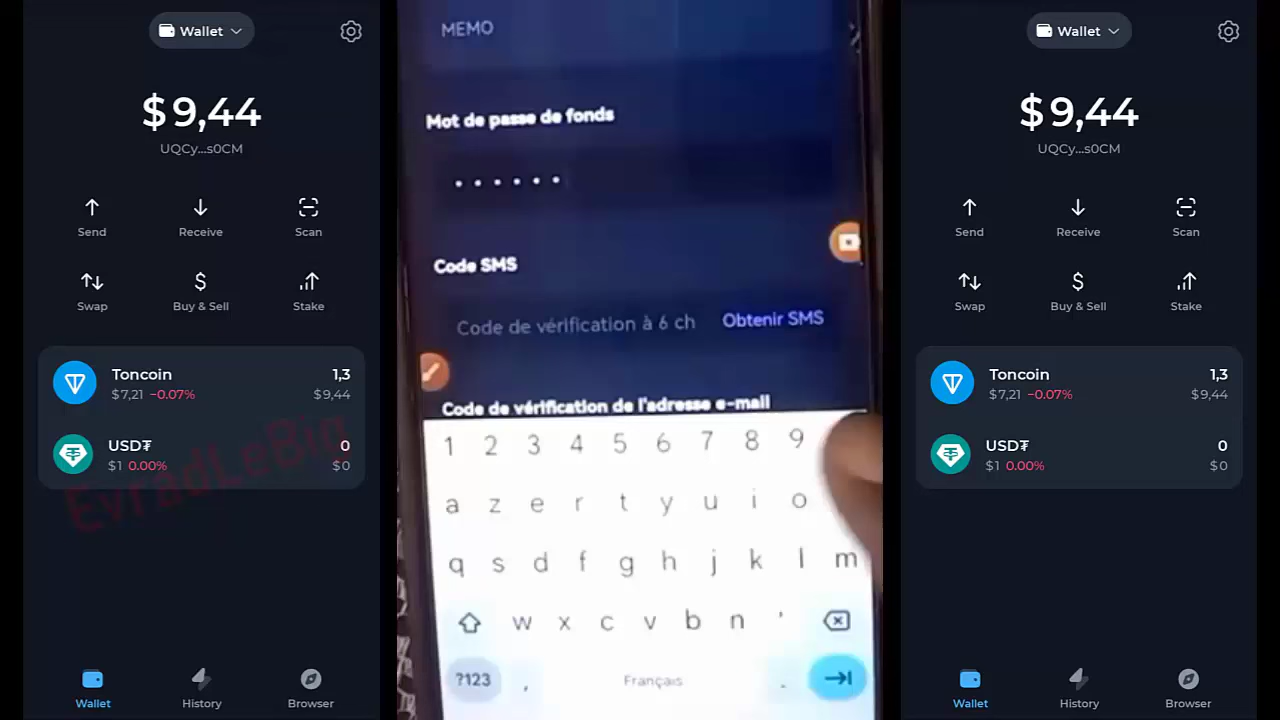 Wallet
$ 9,44
UQCy...s0CM
Send
Receive
Scan
Swap
Buy & Sell
Stake
Toncoin
1,3
$7,21 −0.07%
$9,44
USD₮
0
$1 0.00%
$0
EvradLeBig
Wallet
History
Browser
MEMO
Mot de passe de fonds
Code SMS
Code de vérification à 6 ch
Obtenir SMS
Code de vérification de l'adresse e-mail
1 2 3 4 5 6 7 8 9
a z e r t y u i o
q s d f g h j k l m
w x c v b n '
?123 , Français .
Wallet
$ 9,44
UQCy...s0CM
Send
Receive
Scan
Swap
Buy & Sell
Stake
Toncoin
1,3
$7,21 −0.07%
$9,44
USD₮
0
$1 0.00%
$0
Wallet
History
Browser